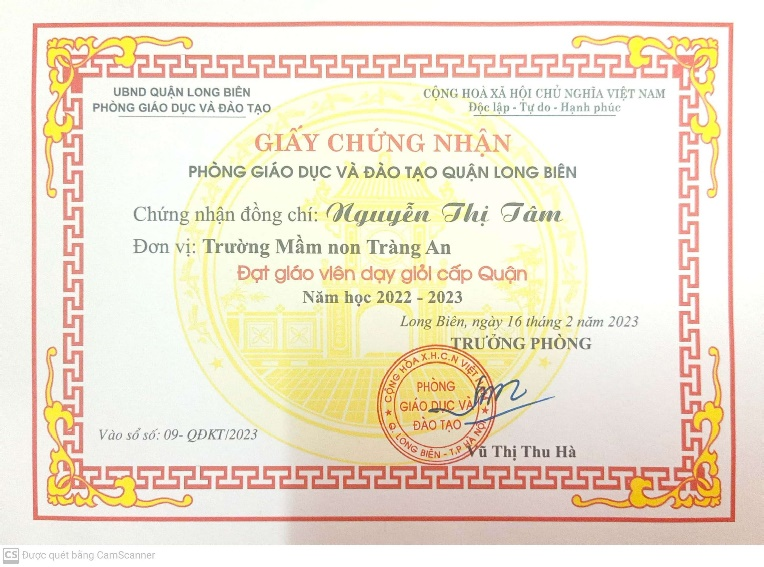 UBND QUẬN LONG BIÊN
PHÒNG GIÁO DỤC VÀ ĐÀO TẠO
CỘNG HOÀ XÃ HỘI CHỦ NGHĨA VIỆT NAM
Độc lập - Tự do - Hạnh phúc
GIẤY CHỨNG NHẬN
PHÒNG GIÁO DỤC VÀ ĐÀO TẠO QUẬN LONG BIÊN
Chứng nhận đồng chí: Nguyễn Thị Tâm
Đơn vị: Trường Mầm non Tràng An
Đạt giáo viên dạy giỏi cấp Quận
Năm học 2022 - 2023
Long Biên, ngày 16 tháng 2 năm 2023
TRƯỞNG PHÒNG
CỘNG HÒA X.H.C.N VIỆT
PHÒNG
GIÁO DỤC VÀ
ĐÀO TẠO
Q. LONG BIÊN - T.P HÀ NỘI
Vào sổ số: 09- QĐKT/2023
Vũ Thị Thu Hà
CS Được quét bằng CamScanner